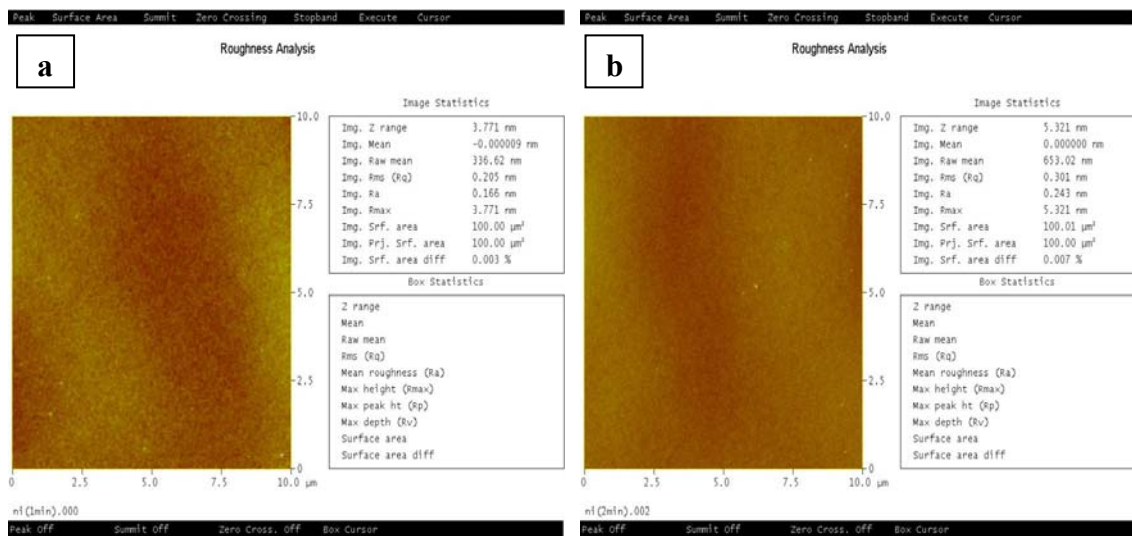 Peak Surface Area Summit Zero Crossing Stopband Execute Cursor
Roughness Analysis
a
Image Statistics
Img. Z range 3.771 nm
Img. Mean -0.000009 nm
Img. Raw mean 336.62 nm
Img. Rms (Rq) 0.205 nm
Img. Ra 0.166 nm
Img. Rmax 3.771 nm
Img. Srf. area 100.00 µm²
Img. Prj. Srf. area 100.00 µm²
Img. Srf. area diff 0.003 %
Box Statistics
Z range
Mean
Raw mean
Rms (Rq)
Mean roughness (Ra)
Max height (Rmax)
Max peak ht (Rp)
Max depth (Rv)
Surface area
Surface area diff
10.0
7.5
5.0
2.5
0
0 2.5 5.0 7.5 10.0 µm
ni(1min).000
Peak Off Summit Off Zero Cross. Off Box Cursor
Peak Surface Area Summit Zero Crossing Stopband Execute Cursor
Roughness Analysis
b
Image Statistics
Img. Z range 5.321 nm
Img. Mean 0.000000 nm
Img. Raw mean 653.02 nm
Img. Rms (Rq) 0.301 nm
Img. Ra 0.243 nm
Img. Rmax 5.321 nm
Img. Srf. area 100.01 µm²
Img. Prj. Srf. area 100.00 µm²
Img. Srf. area diff 0.007 %
Box Statistics
Z range
Mean
Raw mean
Rms (Rq)
Mean roughness (Ra)
Max height (Rmax)
Max peak ht (Rp)
Max depth (Rv)
Surface area
Surface area diff
10.0
7.5
5.0
2.5
0
0 2.5 5.0 7.5 10.0 µm
ni(2min).002
Peak Off Summit Off Zero Cross. Off Box Cursor